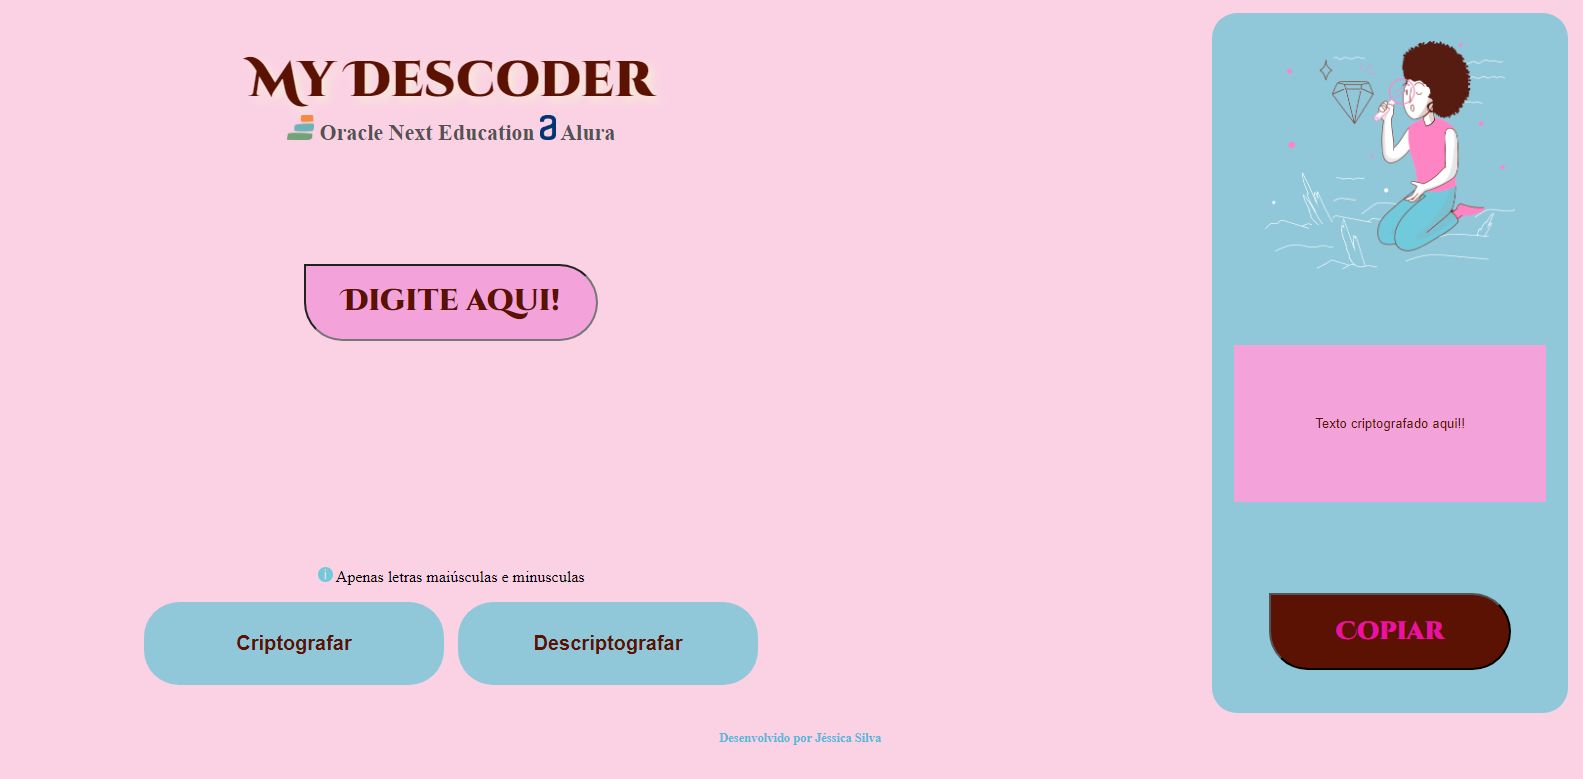 My Descoder
Oracle Next Education a Alura
Digite aqui!
i Apenas letras maiúsculas e minusculas
Criptografar
Descriptografar
Texto criptografado aqui!!
Copiar
Desenvolvido por Jéssica Silva